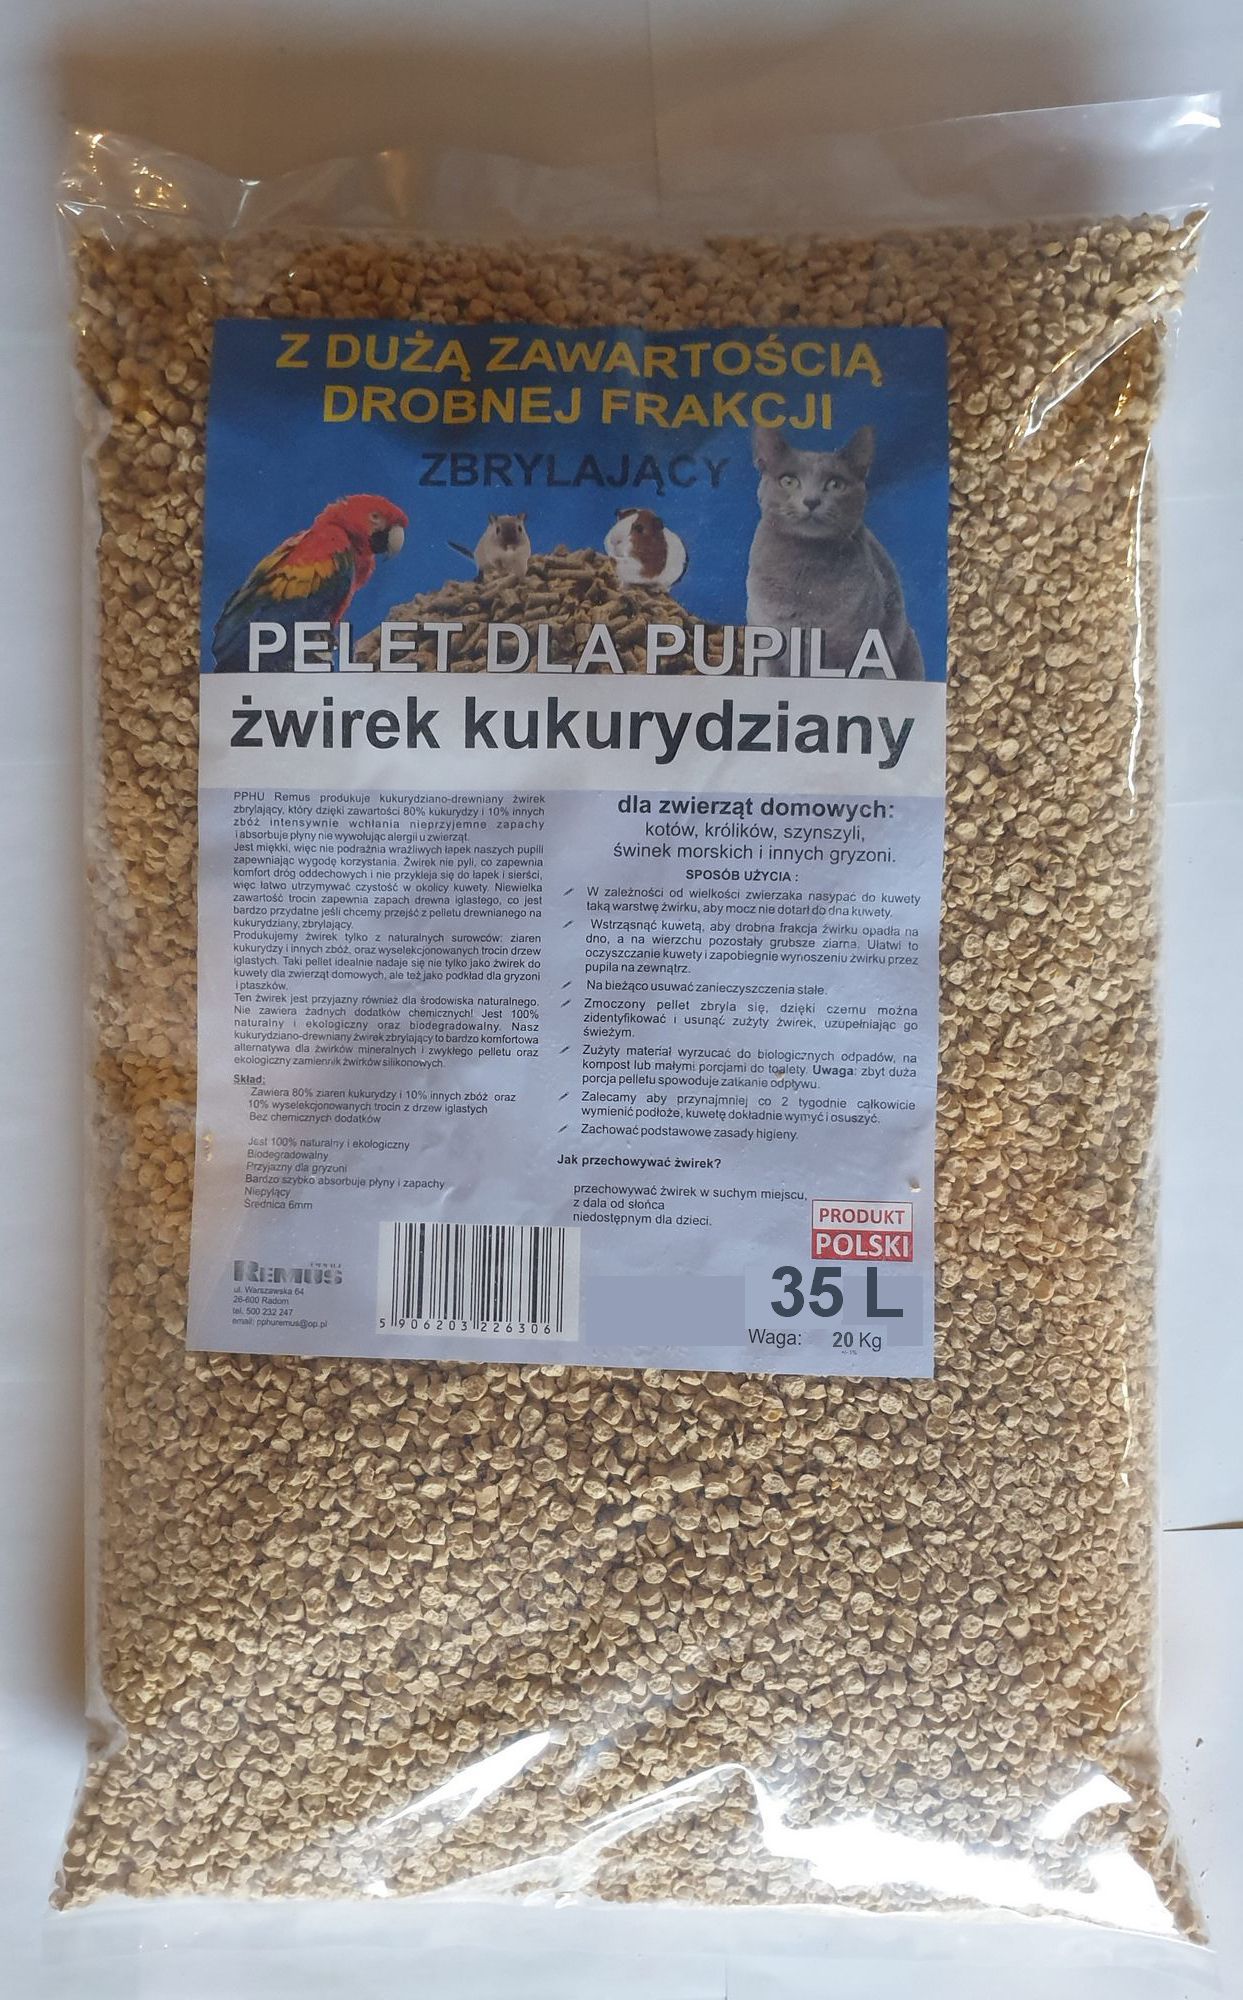 Z DUŻĄ ZAWARTOŚCIĄ
DROBNEJ FRAKCJI
ZBRYLAJĄCY
PELET DLA PUPILA
żwirek kukurydziany
PPHU Remus produkuje kukurydziano-drewniany żwirek
zbrylający, który dzięki zawartości 80% kukurydzy i 10% innych
zbóż intensywnie wchłania nieprzyjemne zapachy
i absorbuje płyny nie wywołując alergii u zwierząt.
Jest miękki, więc nie podrażnia wrażliwych łapek naszych pupili
zapewniając wygodę korzystania. Żwirek nie pyli, co zapewnia
komfort dróg oddechowych i nie przykleja się do łapek i sierści,
więc łatwo utrzymywać czystość w okolicy kuwety. Niewielka
zawartość trocin zapewnia zapach drewna iglastego, co jest
bardzo przydatne jeśli chcemy przejść z pelletu drewnianego na
kukurydziany, zbrylający.
Produkujemy żwirek tylko z naturalnych surowców: ziaren
kukurydzy i innych zbóż, oraz wyselekcjonowanych trocin drzew
iglastych. Taki pellet idealnie nadaje się nie tylko jako żwirek do
kuwety dla zwierząt domowych, ale też jako podkład dla gryzoni
i ptaszków.
Ten żwirek jest przyjazny również dla środowiska naturalnego.
Nie zawiera żadnych dodatków chemicznych! Jest 100%
naturalny i ekologiczny oraz biodegradowalny. Nasz
kukurydziano-drewniany żwirek zbrylający to bardzo komfortowa
alternatywa dla żwirków mineralnych i zwykłego pelletu oraz
ekologiczny zamiennik żwirków silikonowych.
Skład:
Zawiera 80% ziaren kukurydzy i 10% innych zbóż oraz
10% wyselekcjonowanych trocin z drzew iglastych
Bez chemicznych dodatków
Jest 100% naturalny i ekologiczny
Biodegradowalny
Przyjazny dla gryzoni
Bardzo szybko absorbuje płyny i zapachy
Niepylący
Średnica 6mm
PPHU
REMUS
ul. Warszawska 64
26-600 Radom
tel. 500 232 247
email: pphuremus@op.pl
5 906203 226306
dla zwierząt domowych:
kotów, królików, szynszyli,
świnek morskich i innych gryzoni.
SPOSÓB UŻYCIA :
W zależności od wielkości zwierzaka nasypać do kuwety
taką warstwę żwirku, aby mocz nie dotarł do dna kuwety.
Wstrząsnąć kuwetą, aby drobna frakcja żwirku opadła na
dno, a na wierzchu pozostały grubsze ziarna. Ułatwi to
oczyszczanie kuwety i zapobiegnie wynoszeniu żwirku przez
pupila na zewnątrz.
Na bieżąco usuwać zanieczyszczenia stałe.
Zmoczony pellet zbryla się, dzięki czemu można
zidentyfikować i usunąć zużyty żwirek, uzupełniając go
świeżym.
Zużyty materiał wyrzucać do biologicznych odpadów, na
kompost lub małymi porcjami do toalety. Uwaga: zbyt duża
porcja pelletu spowoduje zatkanie odpływu.
Zalecamy aby przynajmniej co 2 tygodnie całkowicie
wymienić podłoże, kuwetę dokładnie wymyć i osuszyć.
Zachować podstawowe zasady higieny.
Jak przechowywać żwirek?
przechowywać żwirek w suchym miejscu,
z dala od słońca
niedostępnym dla dzieci.
PRODUKT
POLSKI
35 L
Waga: 20 Kg
+/- 1%